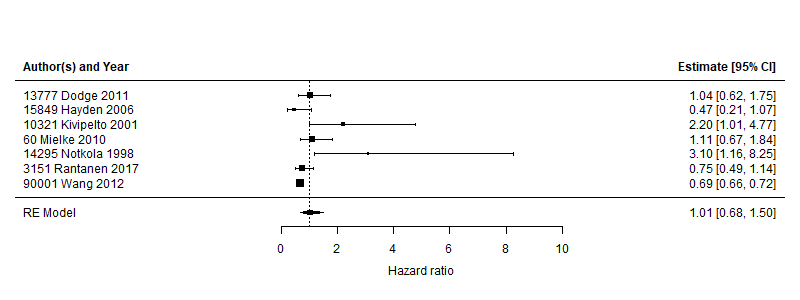 Author(s) and Year Estimate [95% CI]
13777 Dodge 2011 1.04 [0.62, 1.75]
15849 Hayden 2006 0.47 [0.21, 1.07]
10321 Kivipelto 2001 2.20 [1.01, 4.77]
60 Mielke 2010 1.11 [0.67, 1.84]
14295 Notkola 1998 3.10 [1.16, 8.25]
3151 Rantanen 2017 0.75 [0.49, 1.14]
90001 Wang 2012 0.69 [0.66, 0.72]
RE Model 1.01 [0.68, 1.50]
0 2 4 6 8 10
Hazard ratio